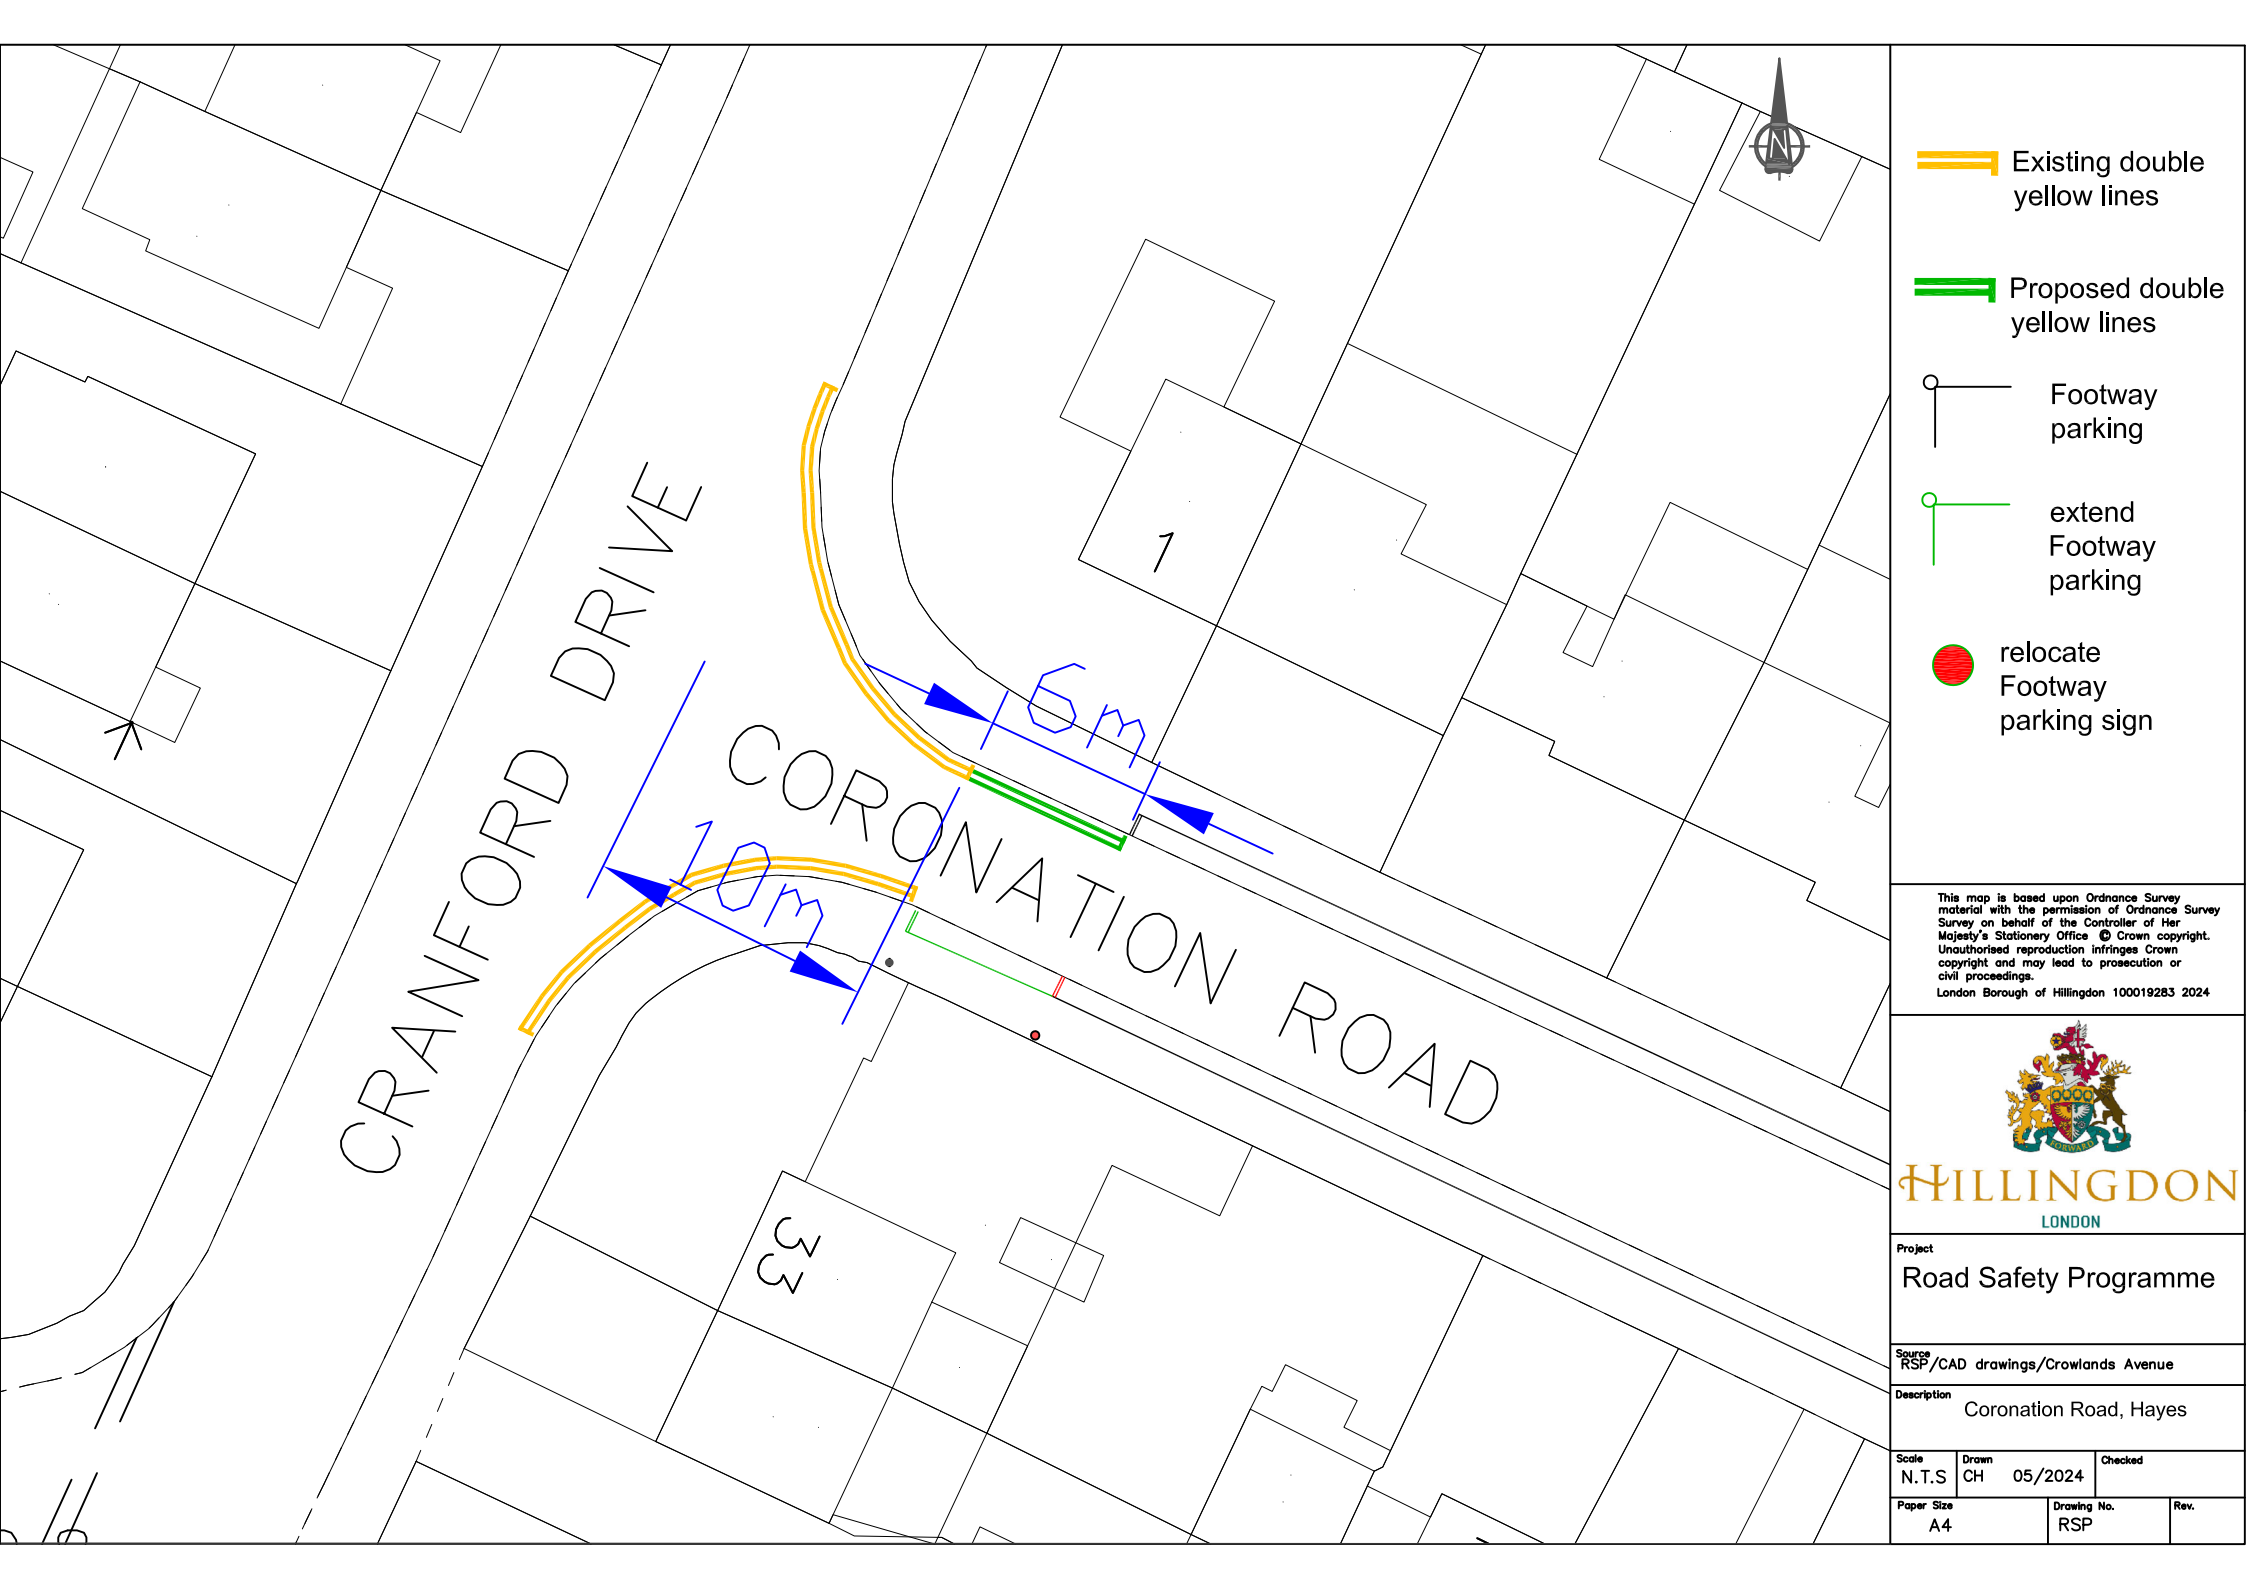 CRANFORD DRIVE
CORONATION ROAD
6m
10m
1
33
N
Existing double
yellow lines
Proposed double
yellow lines
Footway
parking
extend
Footway
parking
relocate
Footway
parking sign
This map is based upon Ordnance Survey
material with the permission of Ordnance Survey
Survey on behalf of the Controller of Her
Majesty's Stationery Office © Crown copyright.
Unauthorised reproduction infringes Crown
copyright and may lead to prosecution or
civil proceedings.
London Borough of Hillingdon 100019283 2024
FORWARD
HILLINGDON
LONDON
Project
Road Safety Programme
Source
RSP/CAD drawings/Crowlands Avenue
Description
Coronation Road, Hayes
Scale
N.T.S
Drawn
CH 05/2024
Checked
Paper Size
A4
Drawing No.
RSP
Rev.